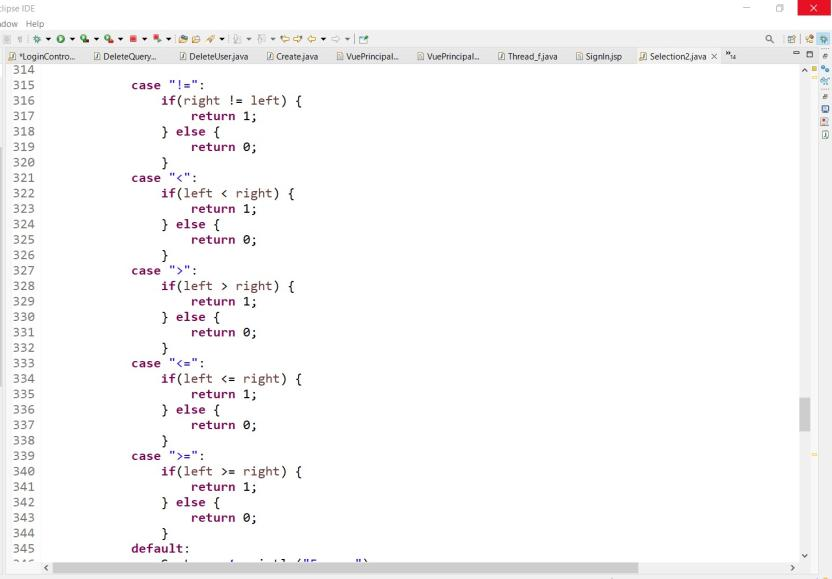 clipse IDE
dow Help
*LoginContro... DeleteQuery... DeleteUser.java Create.java VuePrincipal... VuePrincipal... Thread_f.java SignIn.jsp Selection2.java 14
314
315 case "!=":
316 if(right != left) {
317 return 1;
318 } else {
319 return 0;
320 }
321 case "<":
322 if(left < right) {
323 return 1;
324 } else {
325 return 0;
326 }
327 case ">":
328 if(left > right) {
329 return 1;
330 } else {
331 return 0;
332 }
333 case "<=":
334 if(left <= right) {
335 return 1;
336 } else {
337 return 0;
338 }
339 case ">=":
340 if(left >= right) {
341 return 1;
342 } else {
343 return 0;
344 }
345 default: